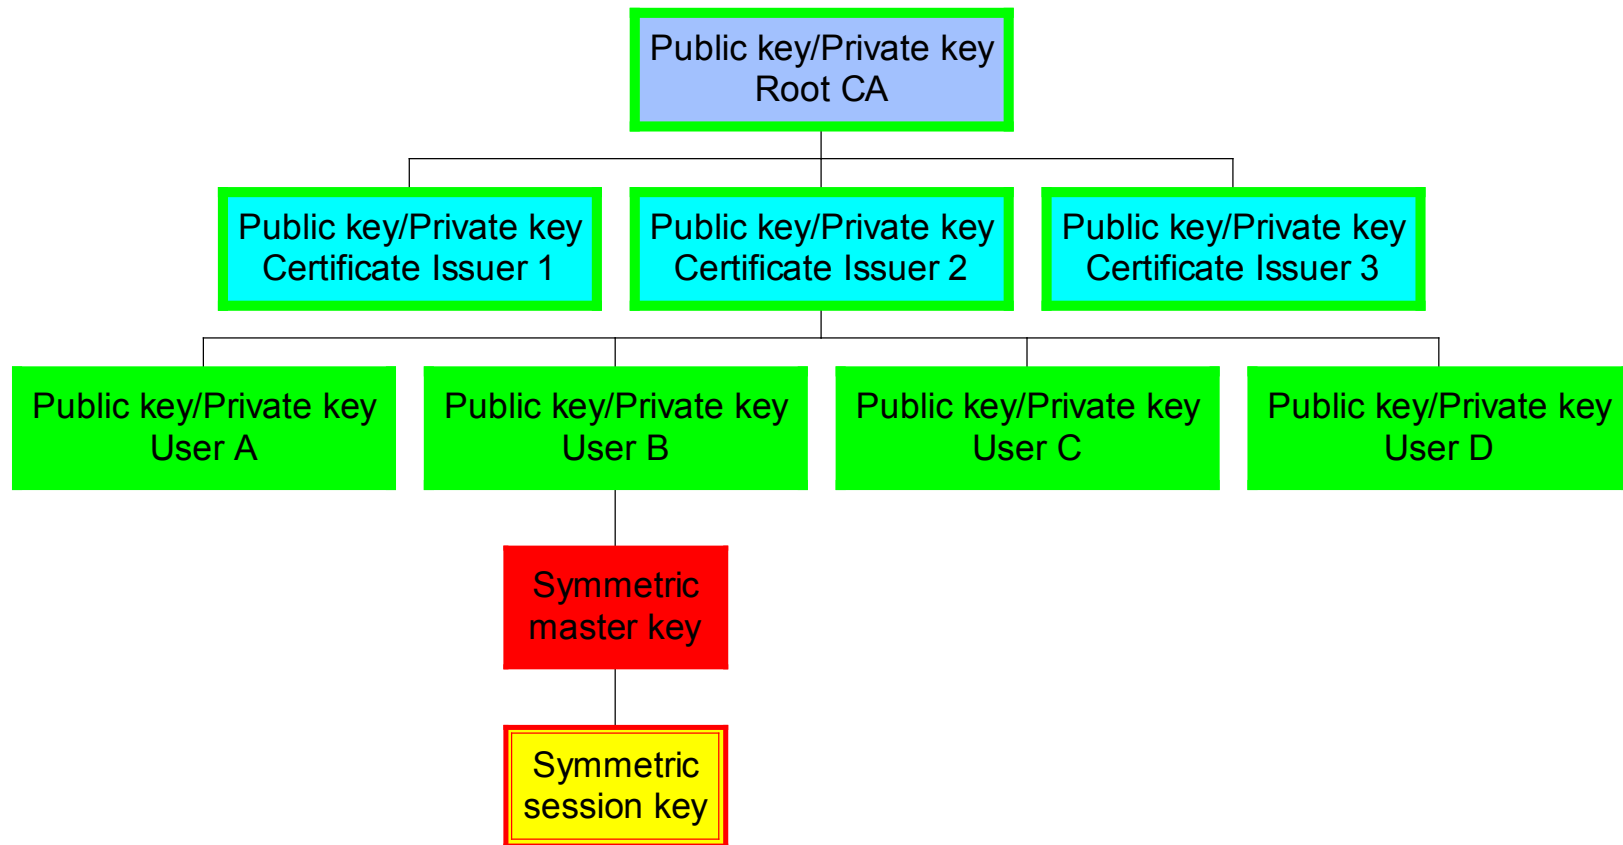 Public key/Private key
Root CA
Public key/Private key
Certificate Issuer 1
Public key/Private key
Certificate Issuer 2
Public key/Private key
Certificate Issuer 3
Public key/Private key
User A
Public key/Private key
User B
Public key/Private key
User C
Public key/Private key
User D
Symmetric
master key
Symmetric
session key